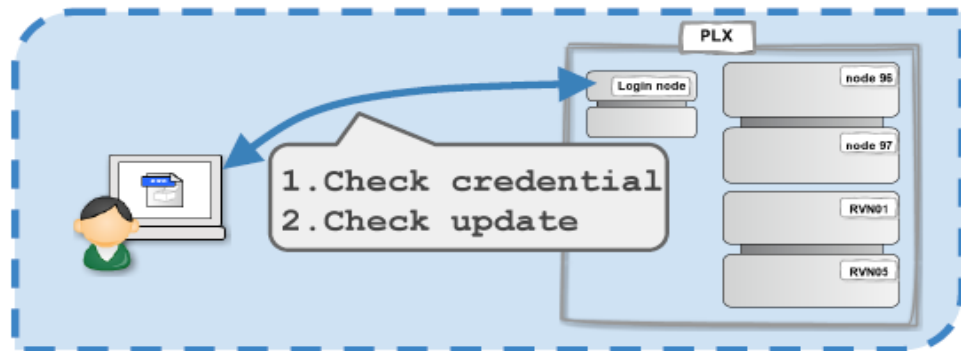 PLX
Login node
node 96
node 97
1.Check credential
2.Check update
RVN01
RVN05